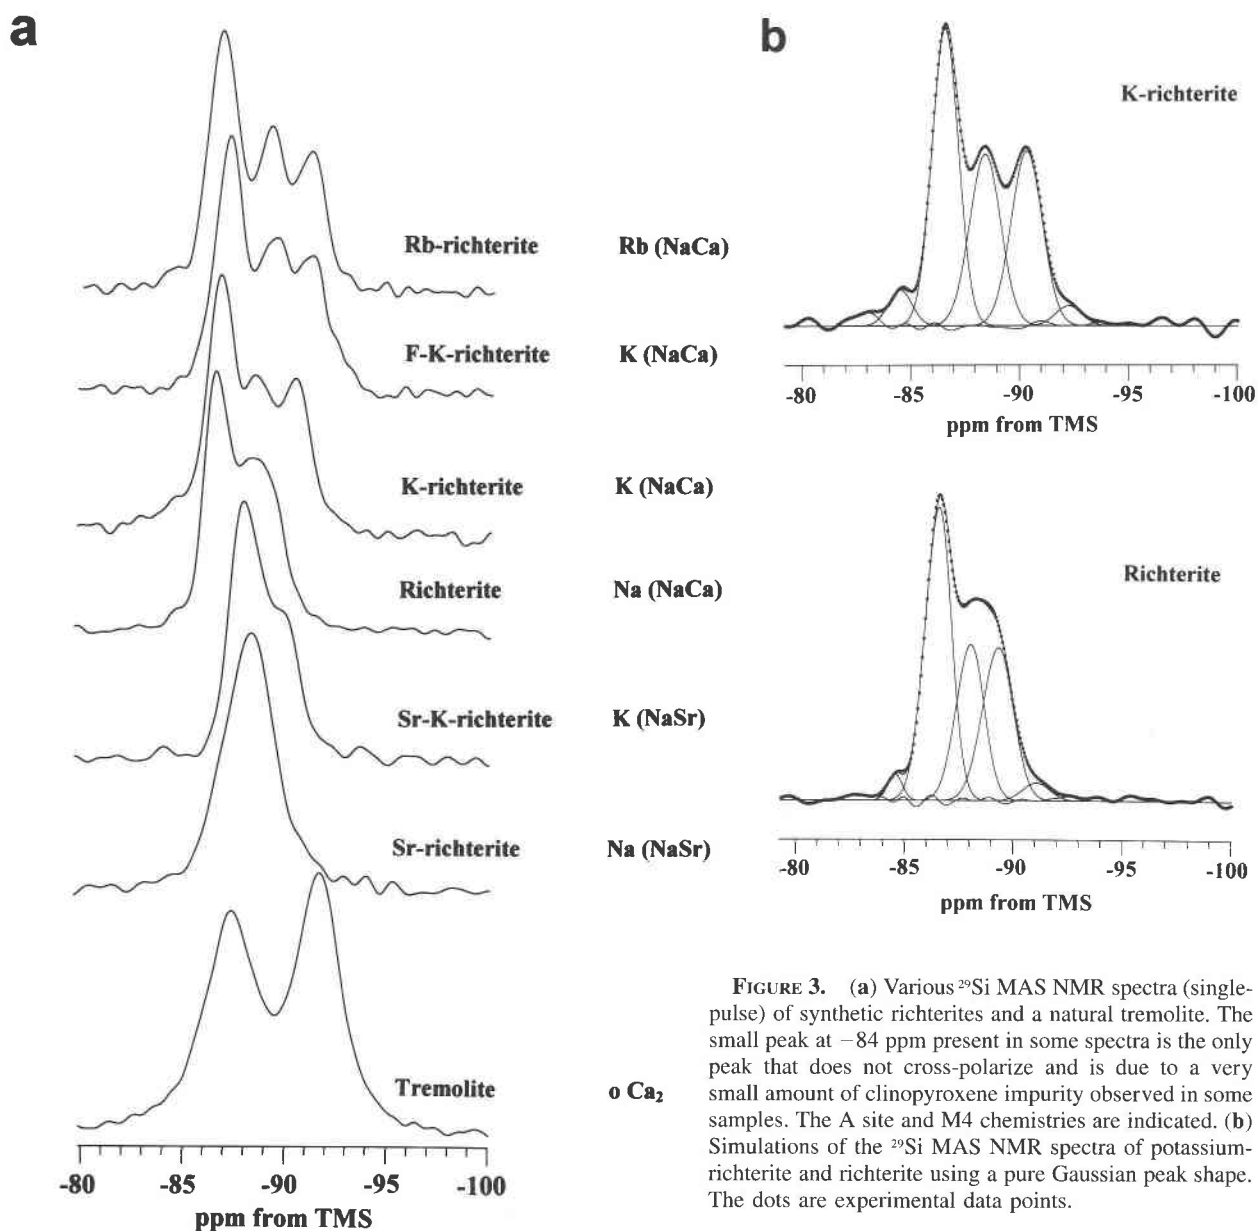 a
Rb-richterite Rb (NaCa)
F-K-richterite K (NaCa)
K-richterite K (NaCa)
Richterite Na (NaCa)
Sr-K-richterite K (NaSr)
Sr-richterite Na (NaSr)
Tremolite o Ca₂
-80 -85 -90 -95 -100
ppm from TMS
b
K-richterite
-80 -85 -90 -95 -100
ppm from TMS
Richterite
-80 -85 -90 -95 -100
ppm from TMS
FIGURE 3. (a) Various ²⁹Si MAS NMR spectra (single-
pulse) of synthetic richterites and a natural tremolite. The
small peak at −84 ppm present in some spectra is the only
peak that does not cross-polarize and is due to a very
small amount of clinopyroxene impurity observed in some
samples. The A site and M4 chemistries are indicated. (b)
Simulations of the ²⁹Si MAS NMR spectra of potassium-
richterite and richterite using a pure Gaussian peak shape.
The dots are experimental data points.